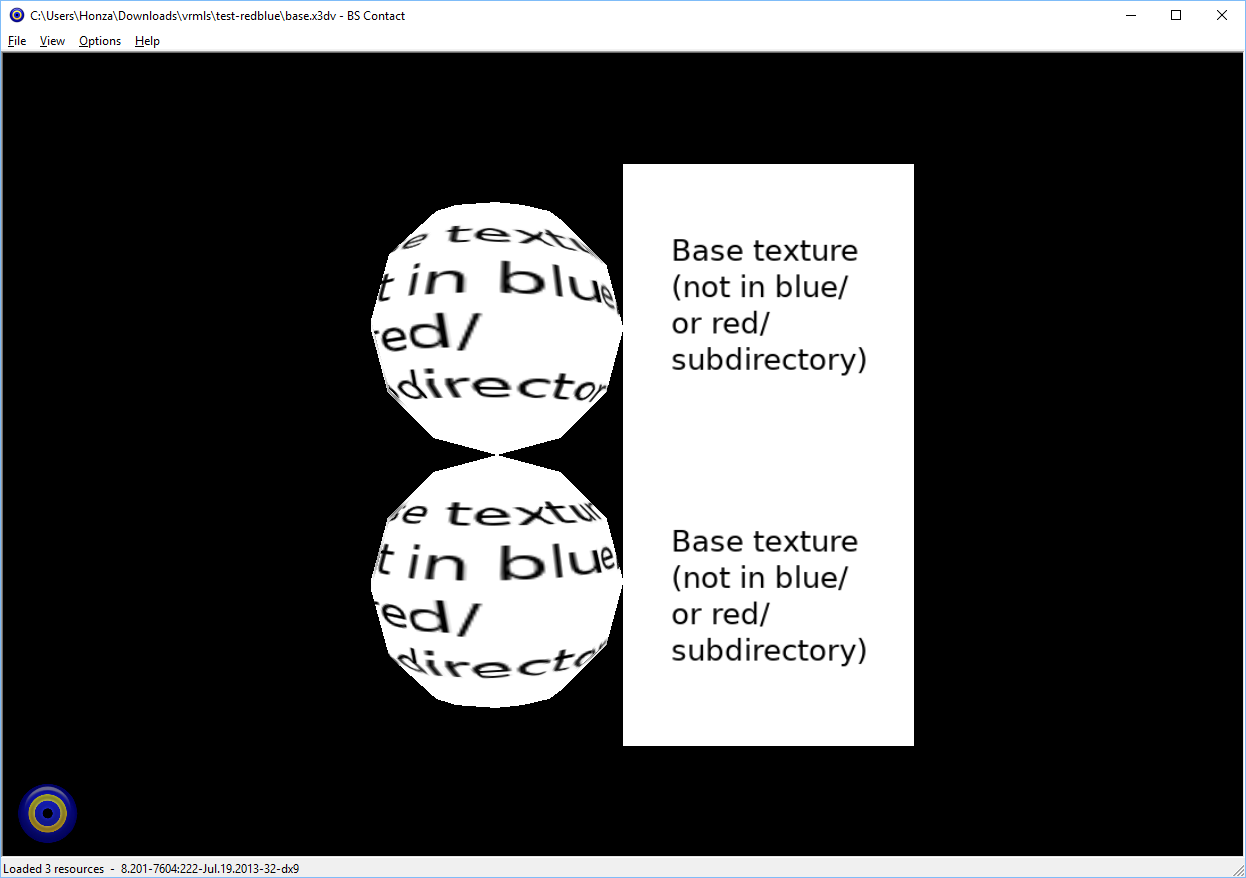 C:\Users\Honza\Downloads\vrmls\test-redblue\base.x3dv - BS Contact
File View Options Help
e textu
t in blue
red/
directo
Base texture
(not in blue/
or red/
subdirectory)
e textu
t in blue
red/
directo
Base texture
(not in blue/
or red/
subdirectory)
Loaded 3 resources - 8.201-7604:222-Jul.19.2013-32-dx9